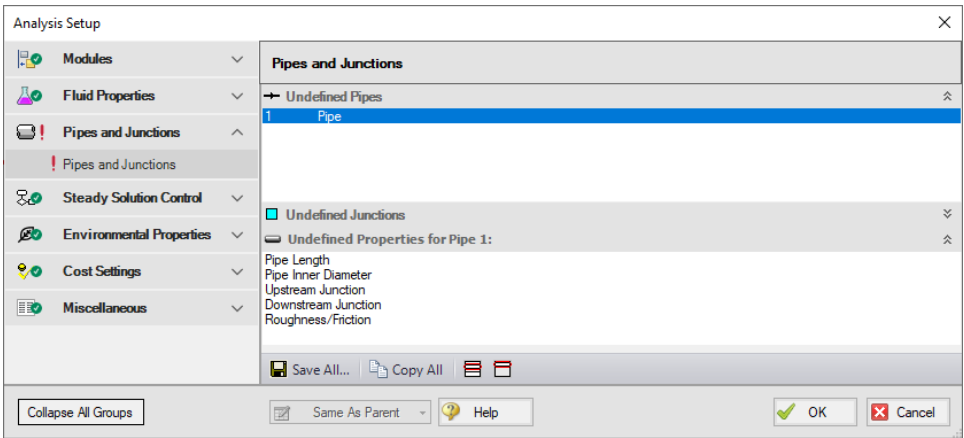 Analysis Setup
Modules
Fluid Properties
Pipes and Junctions
Pipes and Junctions
Steady Solution Control
Environmental Properties
Cost Settings
Miscellaneous
Pipes and Junctions
Undefined Pipes
1 Pipe
Undefined Junctions
Undefined Properties for Pipe 1:
Pipe Length
Pipe Inner Diameter
Upstream Junction
Downstream Junction
Roughness/Friction
Save All... Copy All
Collapse All Groups Same As Parent Help OK Cancel